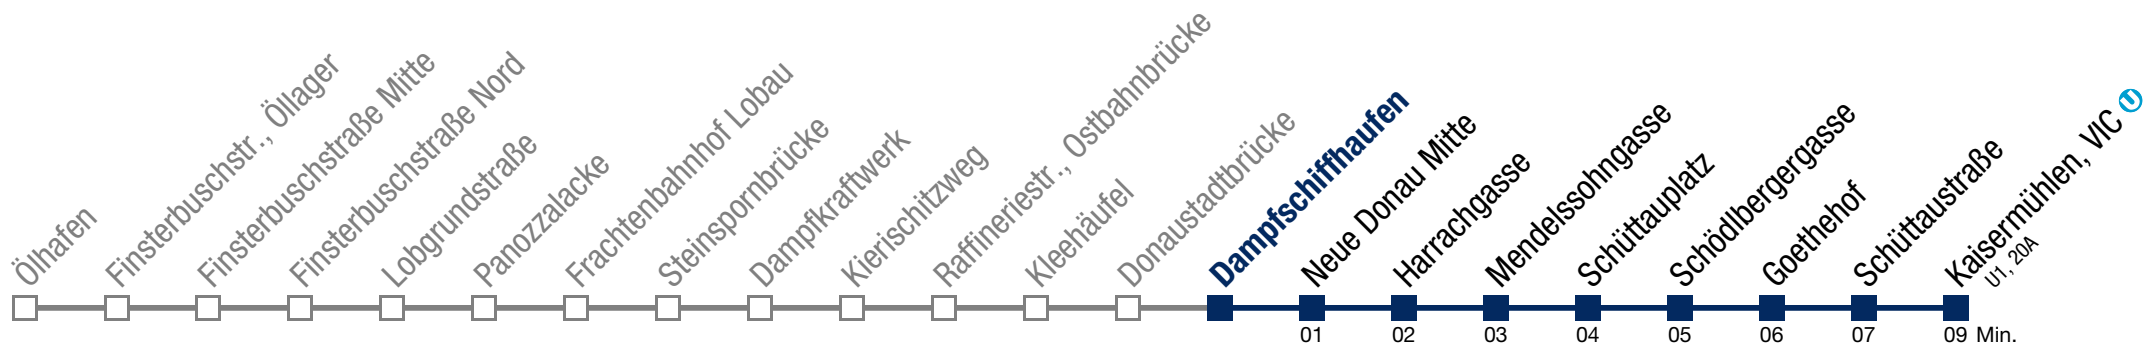 Ölhafen
Finsterbuschstr., Öllager
Finsterbuschstraße Mitte
Finsterbuschstraße Nord
Lobgrundstraße
Panozzalacke
Frachtenbahnhof Lobau
Steinspornbrücke
Dampfkraftwerk
Kierischitzweg
Raffineriestr., Ostbahnbrücke
Kleehäufel
Donaustadtbrücke
Dampfschiffhaufen
Neue Donau Mitte
Harrachgasse
Mendelssohngasse
Schüttauplatz
Schödlbergergasse
Goethehof
Schüttaustraße
Kaisermühlen, VIC U
U1, 20A
01 02 03 04 05 06 07 09 Min.